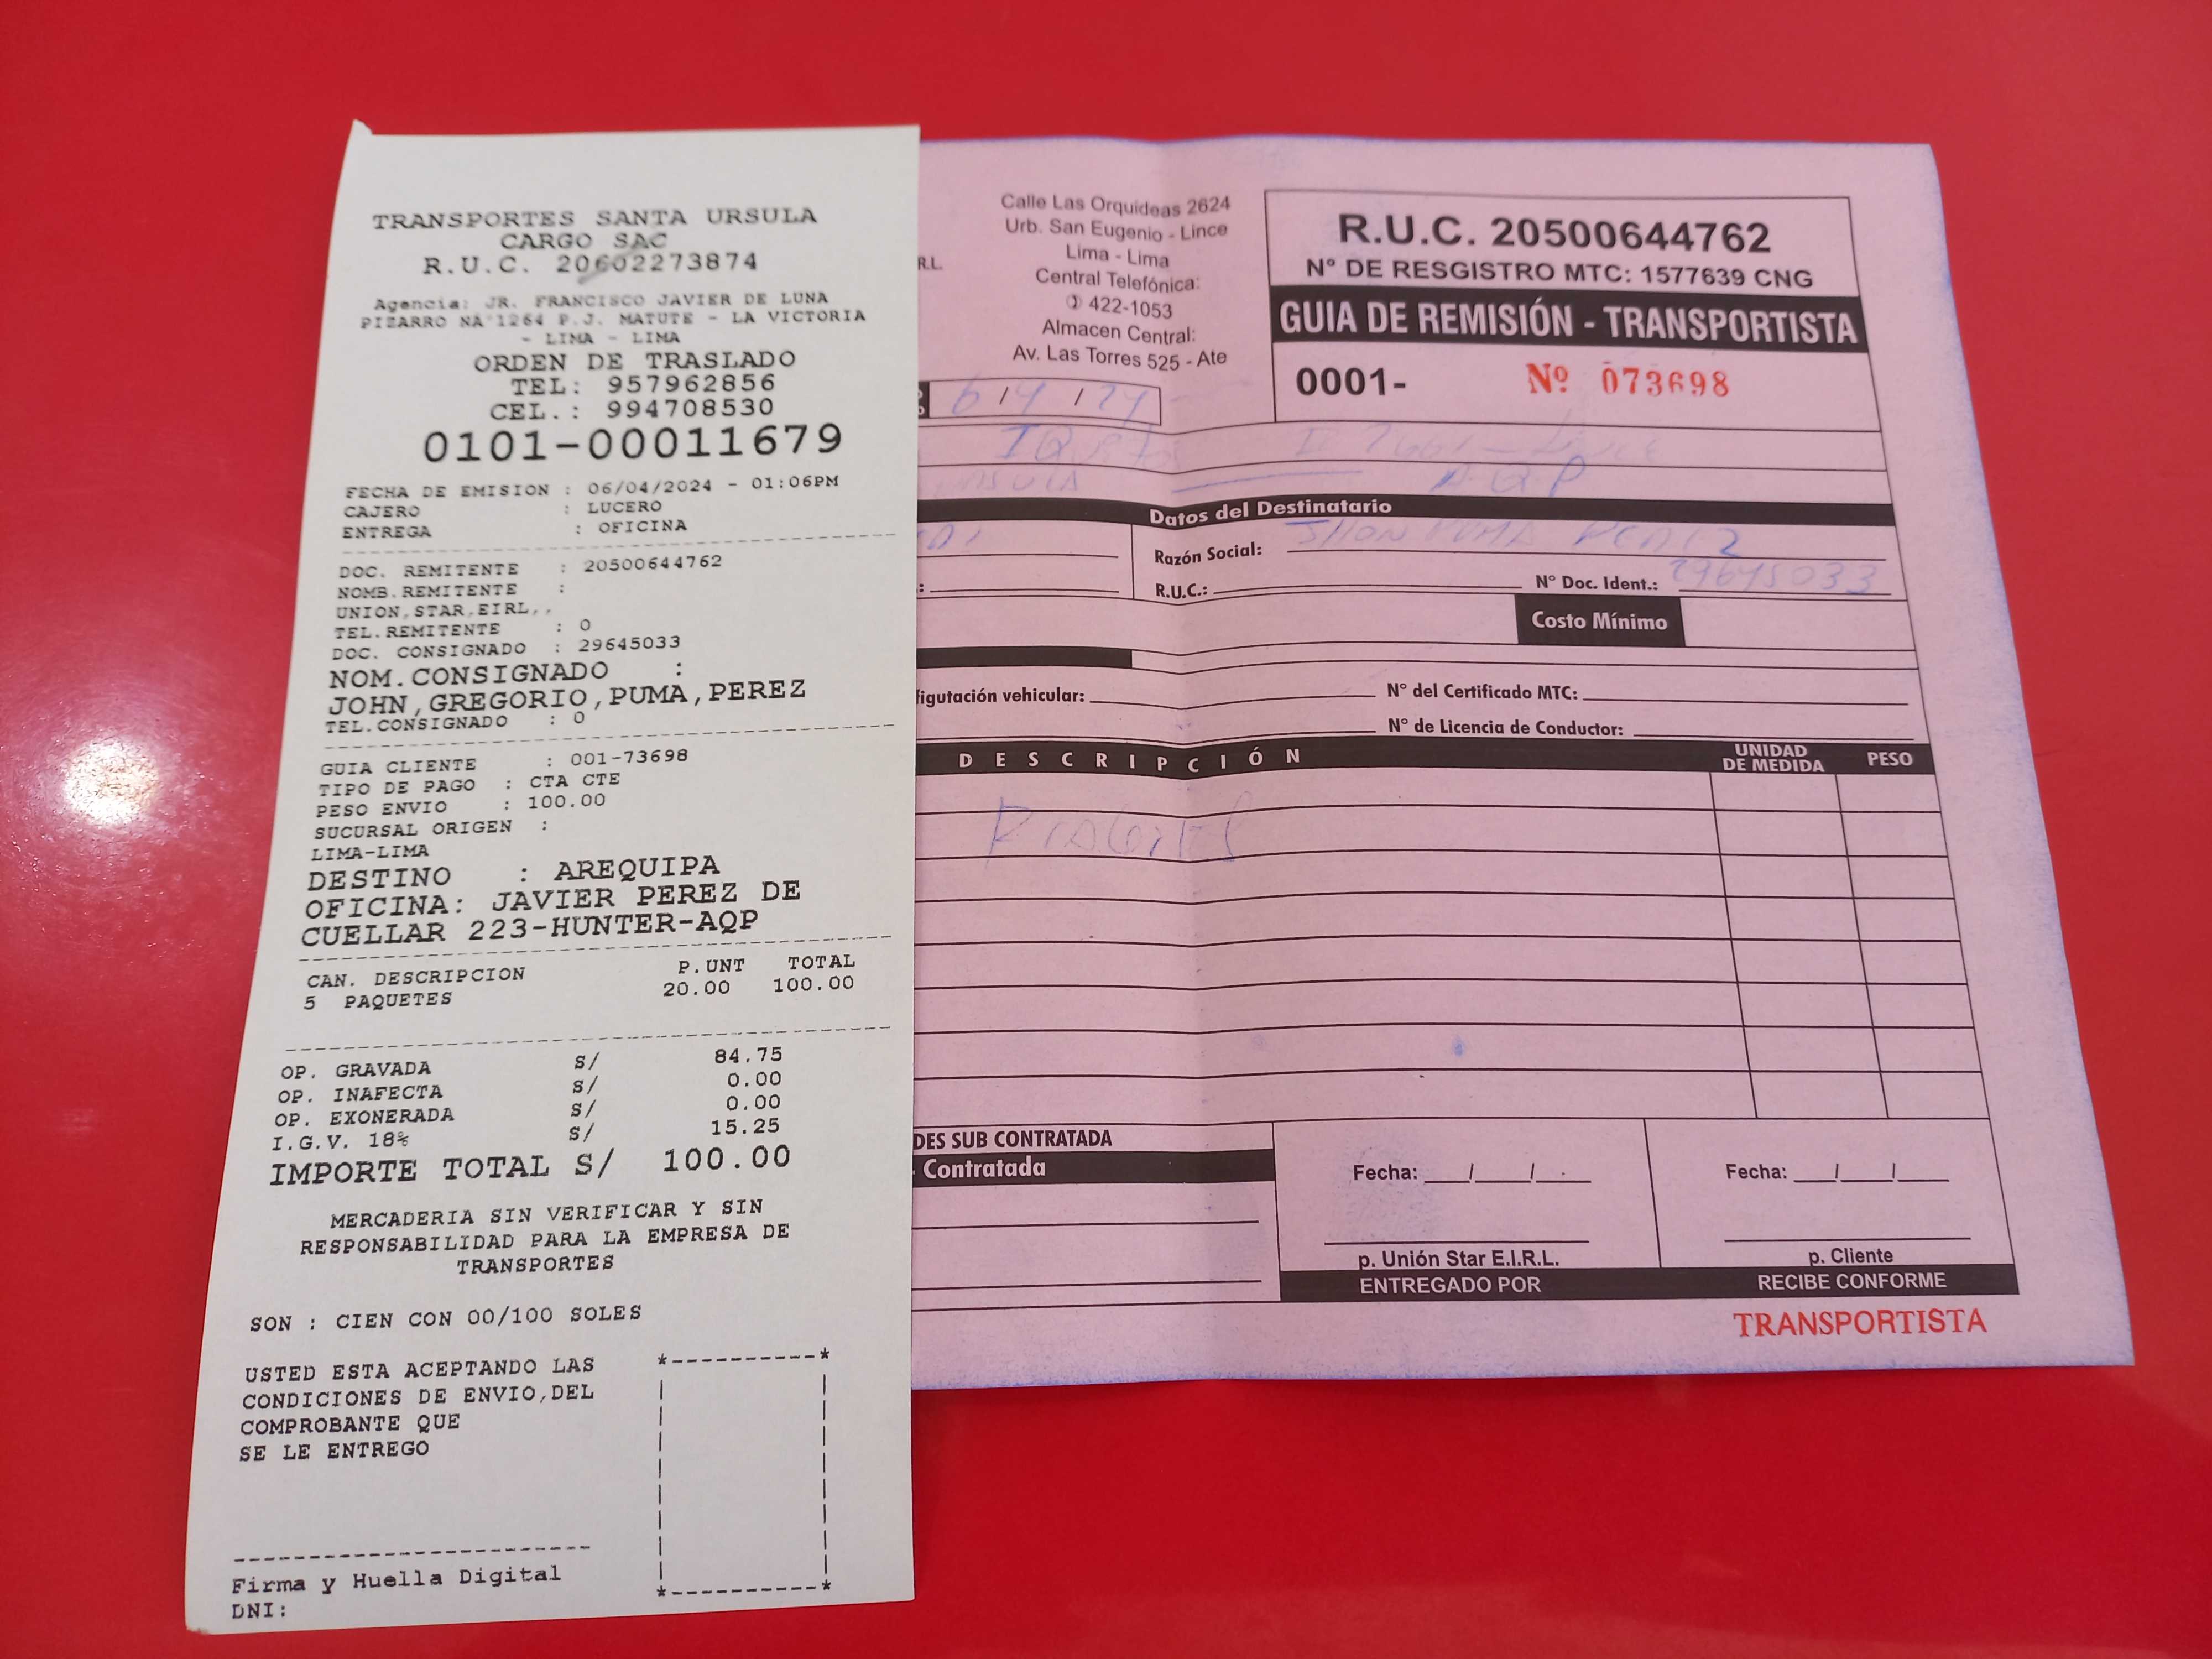 TRANSPORTES SANTA URSULA
CARGO SAC
R.U.C. 20602273874
Agencia: JR. FRANCISCO JAVIER DE LUNA
PIZARRO NA°1264 P.J. MATUTE - LA VICTORIA
- LIMA - LIMA
ORDEN DE TRASLADO
TEL: 957962856
CEL.: 994708530
0101-00011679
FECHA DE EMISION : 06/04/2024 - 01:06PM
CAJERO : LUCERO
ENTREGA : OFICINA
DOC. REMITENTE : 20500644762
NOMB.REMITENTE :
UNION,STAR,EIRL,,
TEL.REMITENTE : 0
DOC. CONSIGNADO : 29645033
NOM.CONSIGNADO :
JOHN,GREGORIO,PUMA,PEREZ
TEL.CONSIGNADO : 0
GUIA CLIENTE : 001-73698
TIPO DE PAGO : CTA CTE
PESO ENVIO : 100.00
SUCURSAL ORIGEN :
LIMA-LIMA
DESTINO : AREQUIPA
OFICINA: JAVIER PEREZ DE
CUELLAR 223-HUNTER-AQP
CAN. DESCRIPCION P.UNT TOTAL
5 PAQUETES 20.00 100.00
OP. GRAVADA S/ 84.75
OP. INAFECTA S/ 0.00
OP. EXONERADA S/ 0.00
I.G.V. 18% S/ 15.25
IMPORTE TOTAL S/ 100.00
MERCADERIA SIN VERIFICAR Y SIN
RESPONSABILIDAD PARA LA EMPRESA DE
TRANSPORTES
SON : CIEN CON 00/100 SOLES
USTED ESTA ACEPTANDO LAS
CONDICIONES DE ENVIO,DEL
COMPROBANTE QUE
SE LE ENTREGO
Firma y Huella Digital
DNI:
R.L.
Calle Las Orquideas 2624
Urb. San Eugenio - Lince
Lima - Lima
Central Telefónica:
422-1053
Almacen Central:
Av. Las Torres 525 - Ate
R.U.C. 20500644762
N° DE RESGISTRO MTC: 1577639 CNG
GUIA DE REMISIÓN - TRANSPORTISTA
0001- Nº 073698
6 / 4 / 24
AQP
Datos del Destinatario
Razón Social: JHON PUMA
R.U.C.: N° Doc. Ident.: 29645033
Costo Mínimo
figutación vehicular: N° del Certificado MTC:
N° de Licencia de Conductor:
DESCRIPCIÓN UNIDAD DE MEDIDA PESO
DES SUB CONTRATADA
Contratada
Fecha: / / Fecha: / /
p. Unión Star E.I.R.L. p. Cliente
ENTREGADO POR RECIBE CONFORME
TRANSPORTISTA